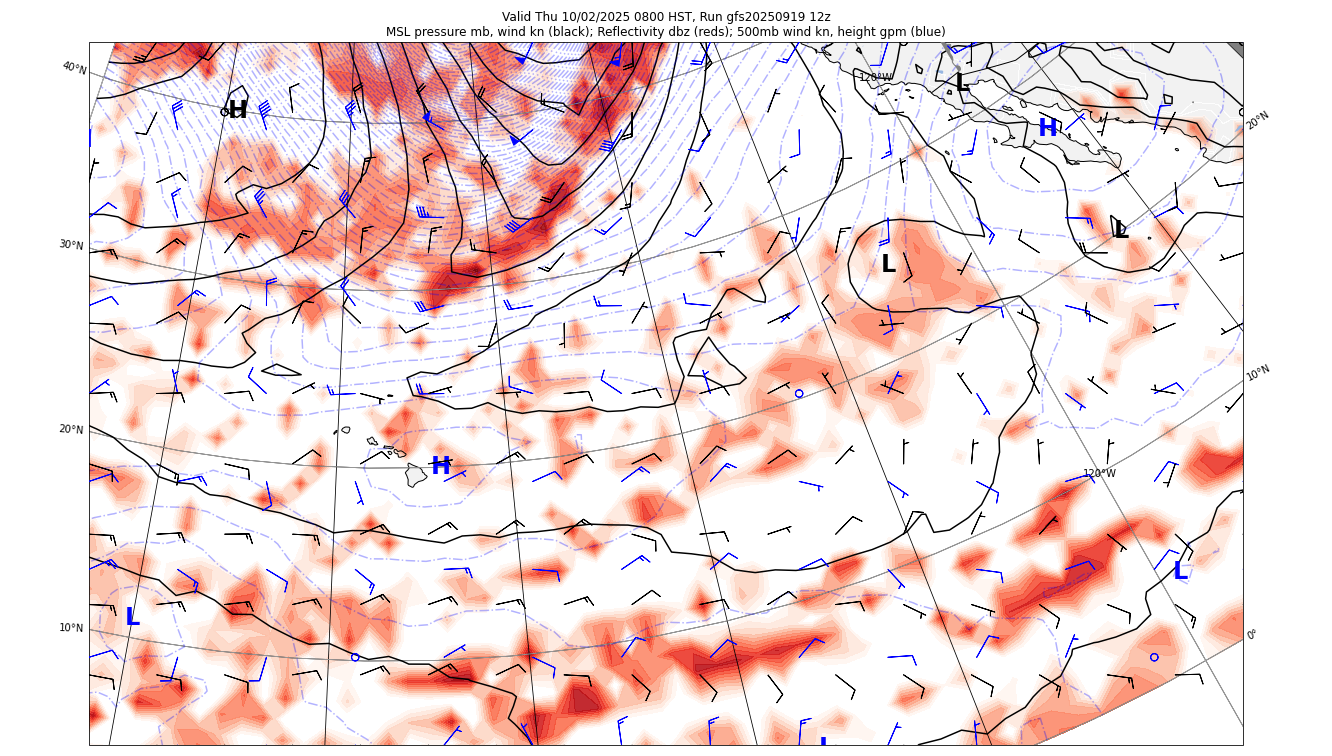 Valid Thu 10/02/2025 0800 HST, Run gfs20250919 12z
MSL pressure mb, wind kn (black); Reflectivity dbz (reds); 500mb wind kn, height gpm (blue)
40°N
120°W
L
H
20°N
H
30°N
L
L
10°N
20°N
H
120°W
L
L
10°N
0°
L